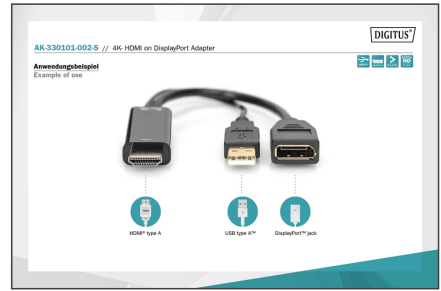 DIGITUS®
AK-330101-002-S // 4K- HDMI on DisplayPort Adapter
Anwendungsbeispiel
Example of use
HDMI® type A
USB type A™
DisplayPort™ jack